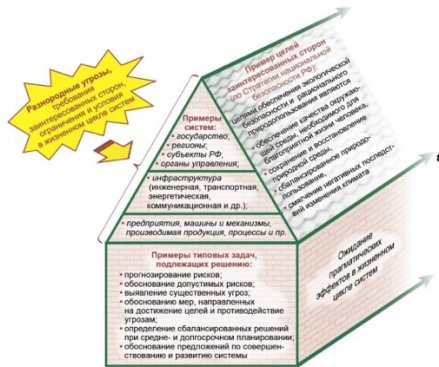 Разнородные угрозы,
требования
заинтересованных сторон,
ограничения и условия
в жизненном цикле систем
Примеры
систем:
• государство;
• регионы;
• субъекты РФ;
• органы управления;
• инфраструктура
(инженерная, транспортная,
энергетическая,
коммуникационная и др.);
• предприятия, машины и механизмы,
производимая продукция, процессы и пр.
Примеры типовых задач,
подлежащих решению:
• прогнозирование рисков;
• обоснование допустимых рисков;
• выявление существенных угроз;
• обоснованию мер, направленных
на достижение целей и противодействие
угрозам;
• определение сбалансированных решений
при средне- и долгосрочном планировании;
• обоснование предложений по совершен-
ствованию и развитию системы
Пример целей
заинтересованных сторон
(по Стратегии национальной
безопасности РФ):
целями обеспечения экологической
безопасности и рационального
природопользования являются
• обеспечение качества окружаю-
щей среды, необходимого для
благоприятной жизни человека,
• сохранение и восстановление
природной среды,
• сбалансированное природо-
пользование,
• смягчение негативных последст-
вий изменения климата
Ожидание
прагматических
эффектов в жизненном
цикле систем
t